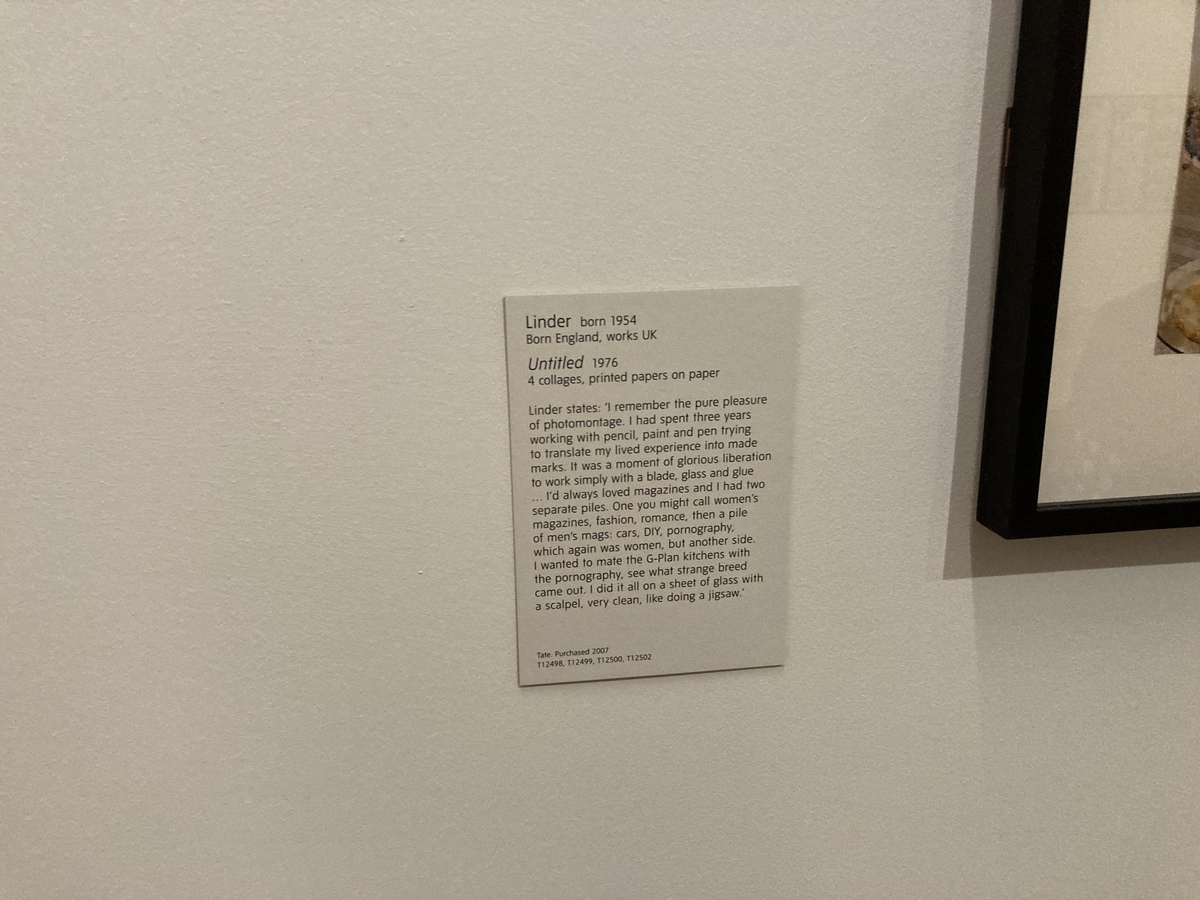 Linder born 1954
Born England, works UK
Untitled 1976
4 collages, printed papers on paper
Linder states: 'I remember the pure pleasure
of photomontage. I had spent three years
working with pencil, paint and pen trying
to translate my lived experience into made
marks. It was a moment of glorious liberation
to work simply with a blade, glass and glue
... I'd always loved magazines and I had two
separate piles. One you might call women's
magazines, fashion, romance, then a pile
of men's mags: cars, DIY, pornography,
which again was women, but another side.
I wanted to mate the G-Plan kitchens with
the pornography, see what strange breed
came out. I did it all on a sheet of glass with
a scalpel, very clean, like doing a jigsaw.'
Tate. Purchased 2007
T12498, T12499, T12500, T12502